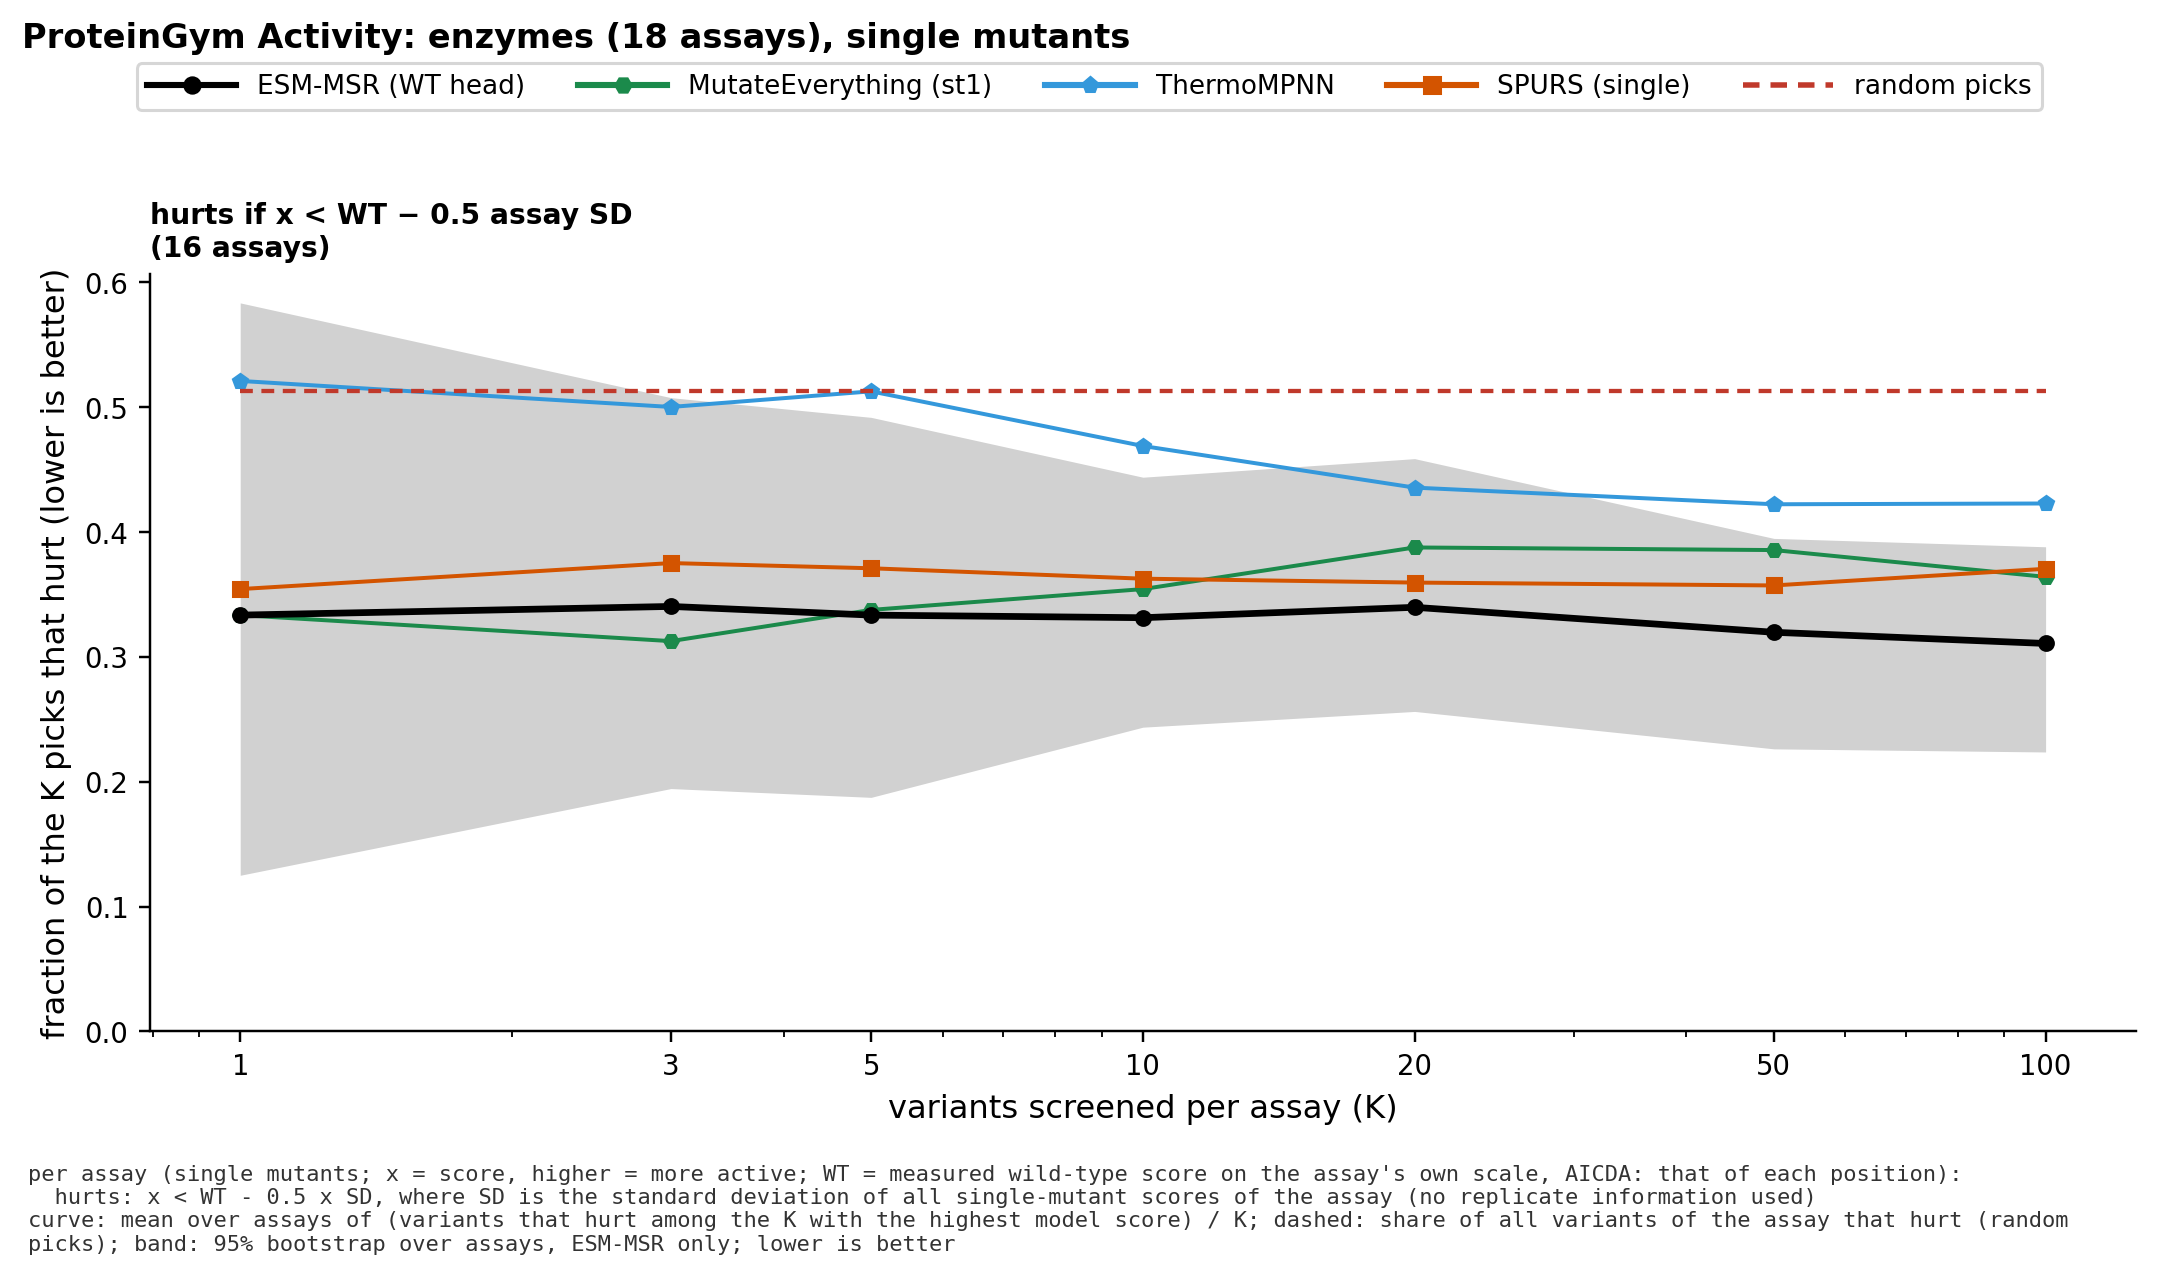 ProteinGym Activity: enzymes (18 assays), single mutants
ESM-MSR (WT head) MutateEverything (st1) ThermoMPNN SPURS (single) random picks
hurts if x < WT − 0.5 assay SD
(16 assays)
fraction of the K picks that hurt (lower is better)
0.6
0.5
0.4
0.3
0.2
0.1
0.0
1 3 5 10 20 50 100
variants screened per assay (K)
per assay (single mutants; x = score, higher = more active; WT = measured wild-type score on the assay's own scale, AICDA: that of each position):
hurts: x < WT - 0.5 x SD, where SD is the standard deviation of all single-mutant scores of the assay (no replicate information used)
curve: mean over assays of (variants that hurt among the K with the highest model score) / K; dashed: share of all variants of the assay that hurt (random
picks); band: 95% bootstrap over assays, ESM-MSR only; lower is better